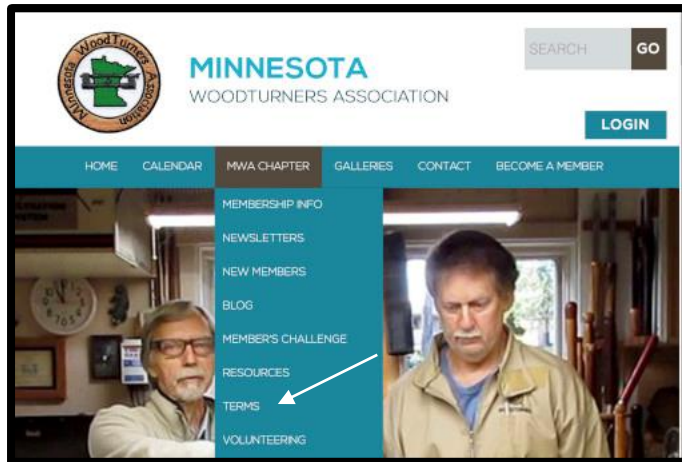 Minnesota WoodTurners Association
MINNESOTA
WOODTURNERS ASSOCIATION
SEARCH GO
LOGIN
HOME CALENDAR MWA CHAPTER GALLERIES CONTACT BECOME A MEMBER
MEMBERSHIP INFO
NEWSLETTERS
NEW MEMBERS
BLOG
MEMBER'S CHALLENGE
RESOURCES
TERMS
VOLUNTEERING